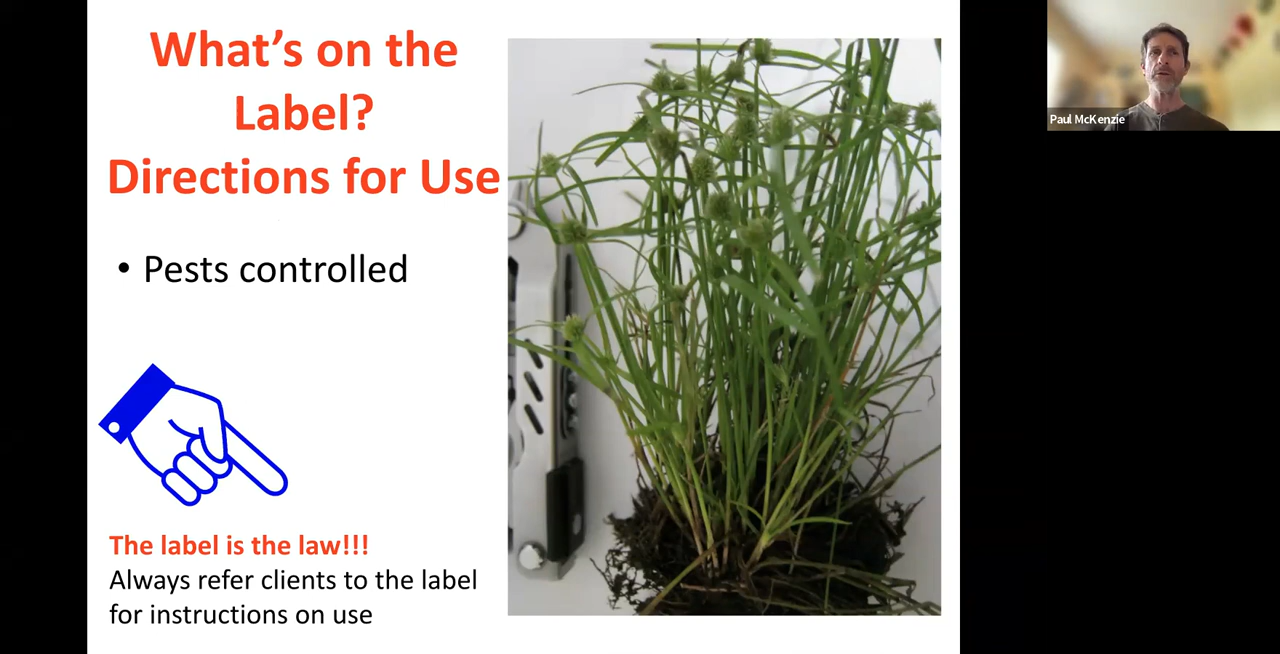 What’s on the
Label?
Directions for Use
• Pests controlled
The label is the law!!!
Always refer clients to the label
for instructions on use
Paul McKenzie